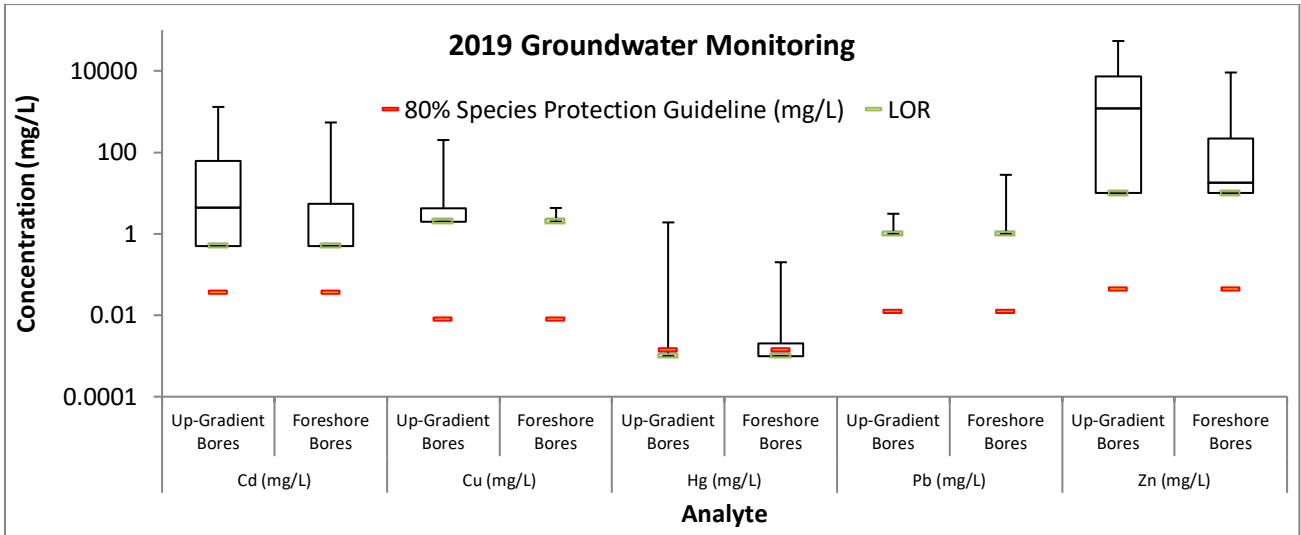 2019 Groundwater Monitoring
80% Species Protection Guideline (mg/L) LOR
Concentration (mg/L)
10000
100
1
0.01
0.0001
Up-Gradient Bores
Foreshore Bores
Up-Gradient Bores
Foreshore Bores
Up-Gradient Bores
Foreshore Bores
Up-Gradient Bores
Foreshore Bores
Up-Gradient Bores
Foreshore Bores
Cd (mg/L) Cu (mg/L) Hg (mg/L) Pb (mg/L) Zn (mg/L)
Analyte